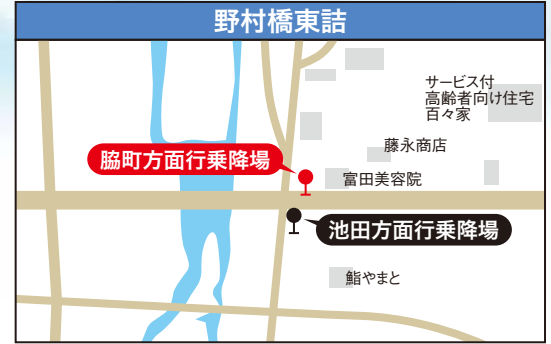 野村橋東詰
サービス付
高齢者向け住宅
百々家
藤永商店
脇町方面行乗降場
富田美容院
池田方面行乗降場
鮨やまと